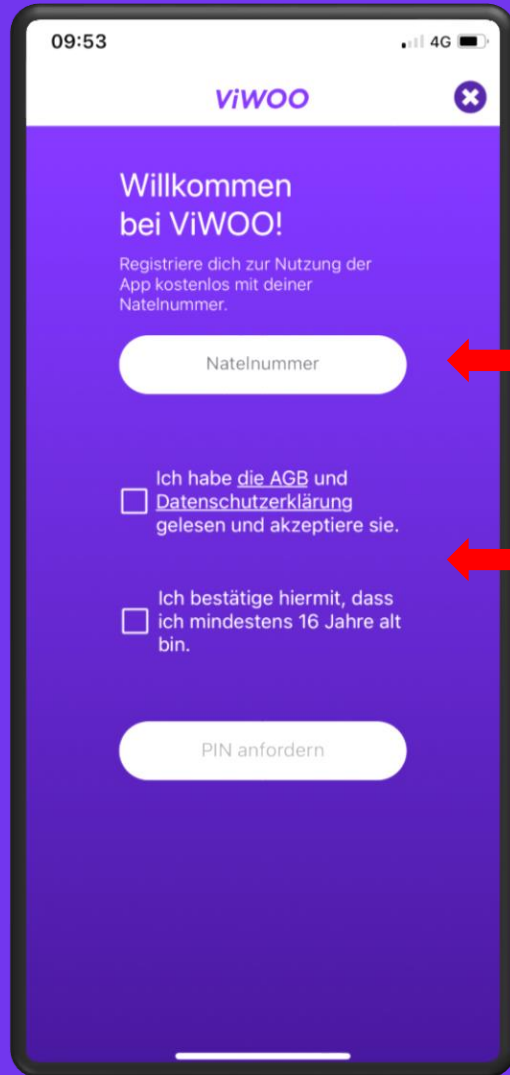 09:53
4G
ViWOO
Willkommen
bei ViWOO!
Registriere dich zur Nutzung der
App kostenlos mit deiner
Natelnummer.
Natelnummer
Ich habe die AGB und
Datenschutzerklärung
gelesen und akzeptiere sie.
Ich bestätige hiermit, dass
ich mindestens 16 Jahre alt
bin.
PIN anfordern